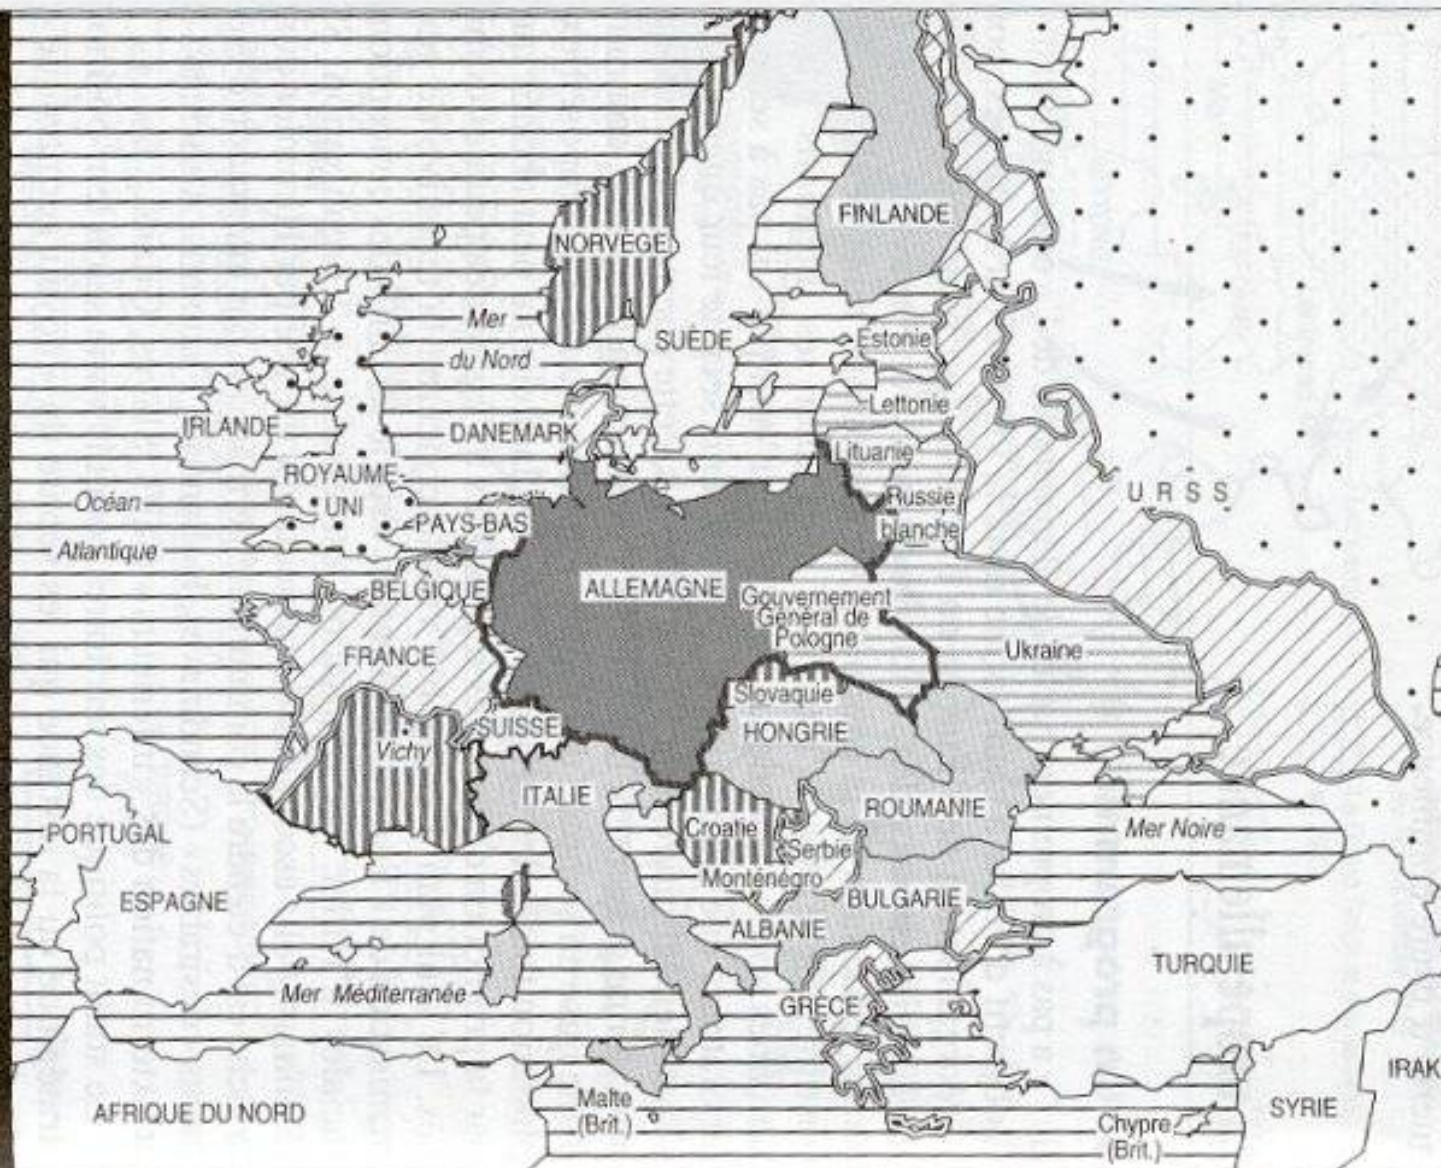 FINLANDE
NORVEGE
Mer
du Nord
SUÈDE
Estonie
Lettonie
IRLANDE
DANEMARK
Lituanie
ROYAUME-
UNI
Océan
Atlantique
PAYS-BAS
Russie
blanche
URSS
BELGIQUE
ALLEMAGNE
Gouvernement
Général de
Pologne
FRANCE
Ukraine
Slovaquie
SUISSE
HONGRIE
Vichy
ITALIE
ROUMANIE
PORTUGAL
Croatie
Serbie
Mer Noire
Monténégro
ESPAGNE
BULGARIE
ALBANIE
TURQUIE
Mer Méditerranée
GRÈCE
IRAK
AFRIQUE DU NORD
Malte
(Brit.)
Chypre
(Brit.)
SYRIE